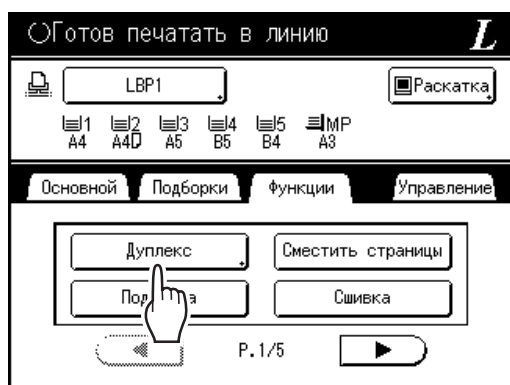 Готов печатать в линию L
LBP1 Раскатка
1 2 3 4 5 MP
A4 A4 A5 B5 B4 A3
Основной Подборки Функции Управление
Дуплекс Сместить страницы
Сшивка
P.1/5